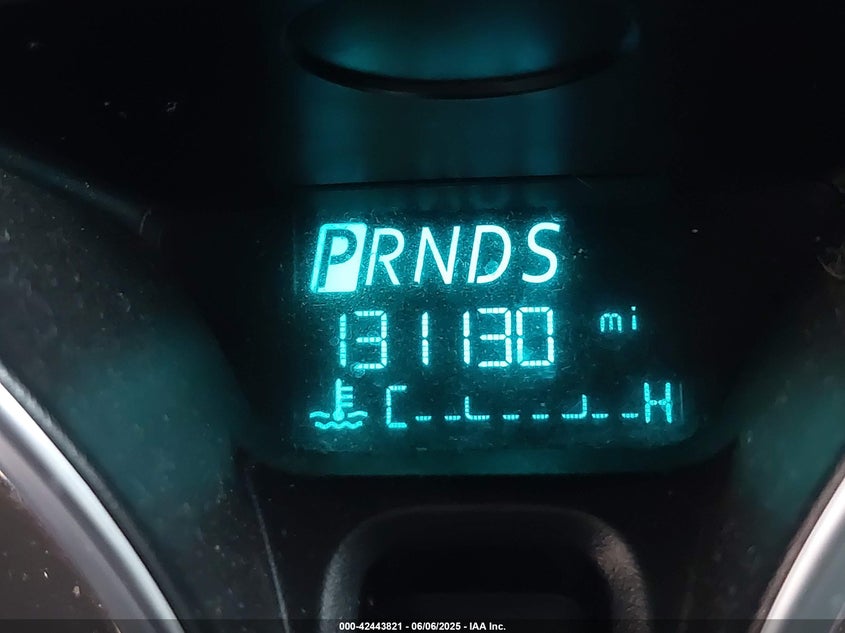 PRNDS
131130 mi
C H
000-42443821 - 06/06/2025 - IAA Inc.